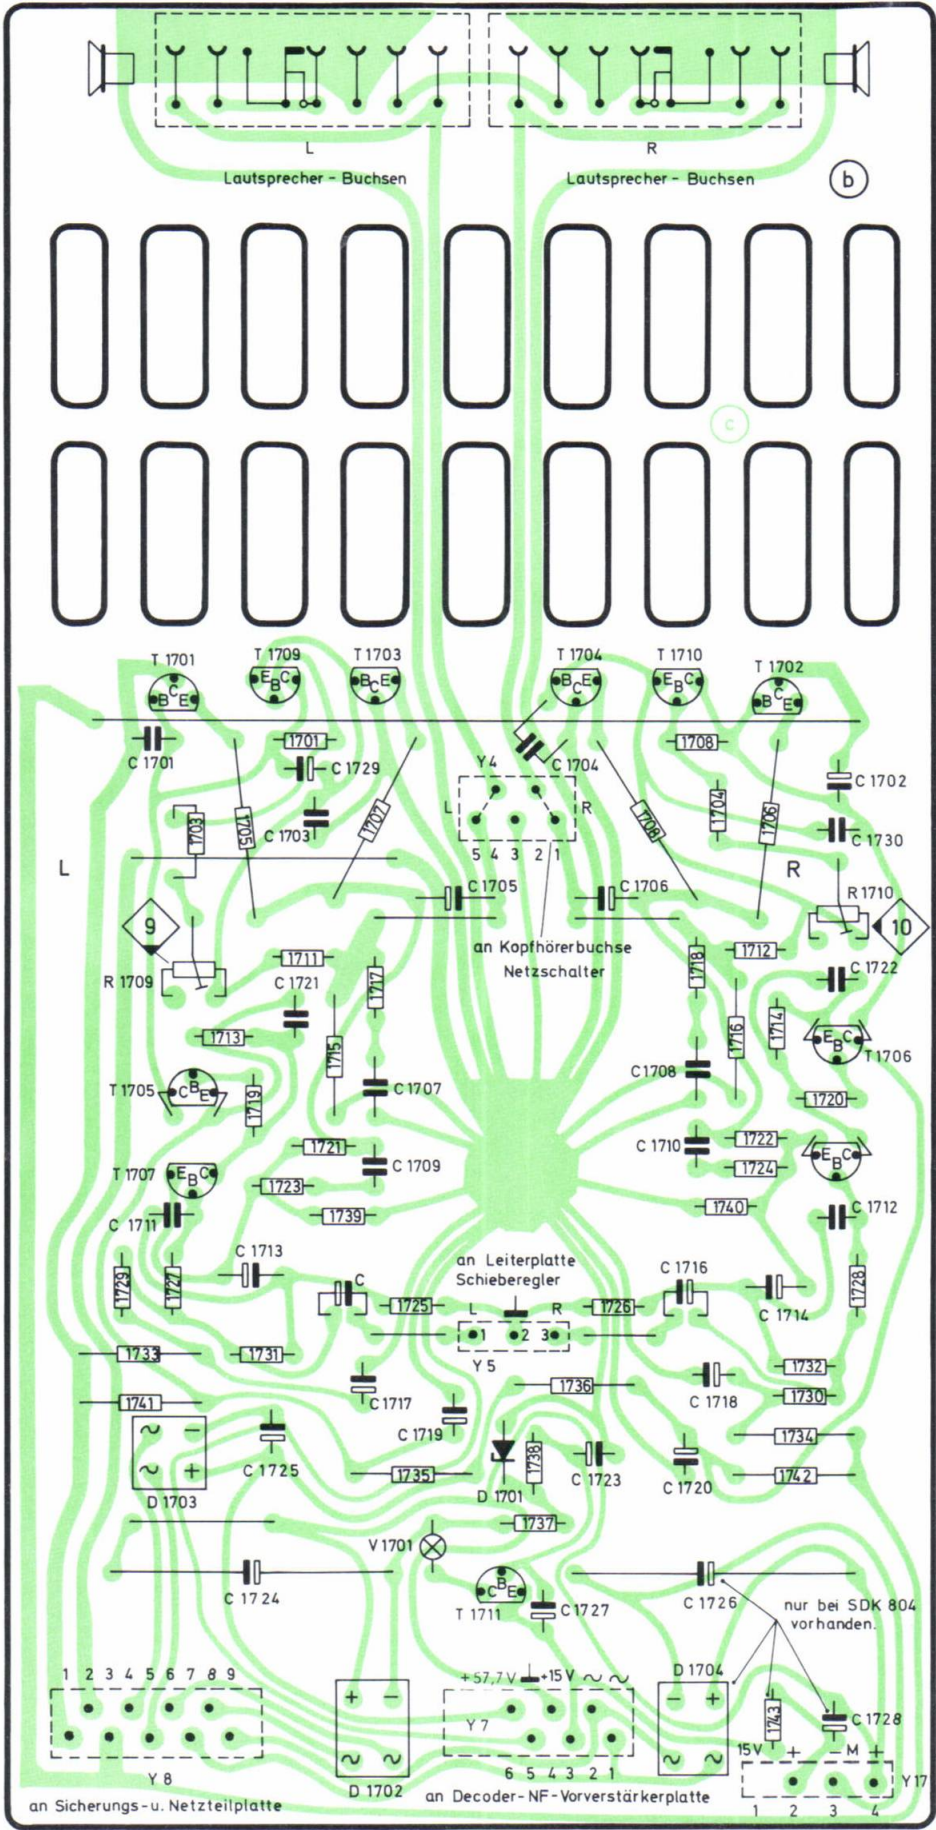 L
R
Lautsprecher - Buchsen
Lautsprecher - Buchsen
b
c
T 1701
T 1709
T 1703
T 1704
T 1710
T 1702
B C E
E B C
B C E
B C E
E B C
B C E
C 1701
1701
C 1729
C 1704
1708
C 1702
Y 4
1703
1705
C 1703
1707
L
R
1708
1704
1706
C 1730
5 4 3 2 1
L
R
C 1705
C 1706
R 1710
9
10
an Kopfhörerbuchse
Netzschalter
1711
1712
1718
R 1709
C 1721
1717
C 1722
1713
1715
1716
1714
E B C
T 1706
T 1705
C B E
1719
C 1707
C 1708
1720
1721
C 1709
C 1710
1722
1724
E B C
T 1707
E B C
1723
C 1711
1739
1740
C 1712
C 1713
an Leiterplatte
Schieberegler
C 1716
1729
1727
C
1725
L
R
1726
C 1714
1728
1 2 3
1733
1731
Y 5
1732
1741
C 1717
1736
C 1718
1730
C 1719
1734
D 1703
C 1725
1735
D 1701
1738
C 1723
C 1720
1742
V 1701
1737
C 1724
C B E
T 1711
C 1727
C 1726
nur bei SDK 804
vorhanden.
1 2 3 4 5 6 7 8 9
+ 57,7 V
+15 V ~ ~
D 1704
+ −
− +
Y 7
1743
C 1728
~ ~
~ ~
15V + − M +
Y 8
6 5 4 3 2 1
Y 17
D 1702
1 2 3 4
an Sicherungs- u. Netzteilplatte
an Decoder-NF-Vorverstärkerplatte